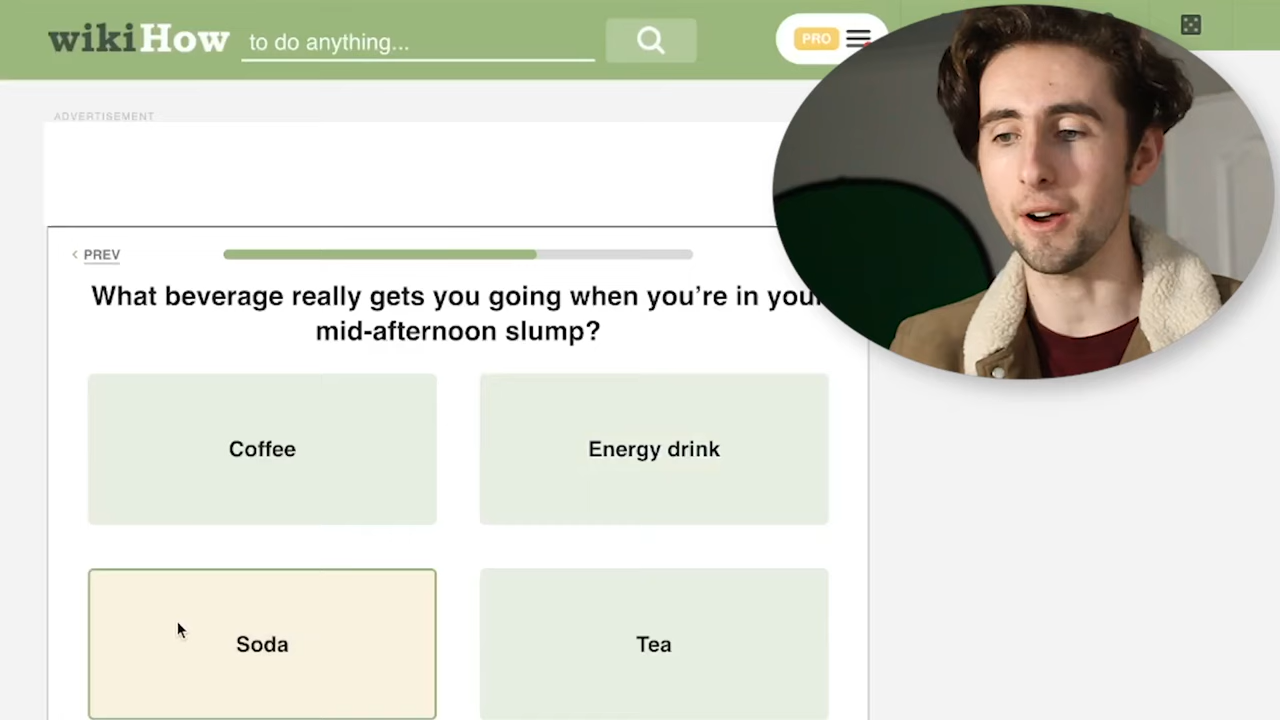 wikiHow to do anything...
PRO
ADVERTISEMENT
PREV
What beverage really gets you going when you're in your
mid-afternoon slump?
Coffee
Energy drink
Soda
Tea